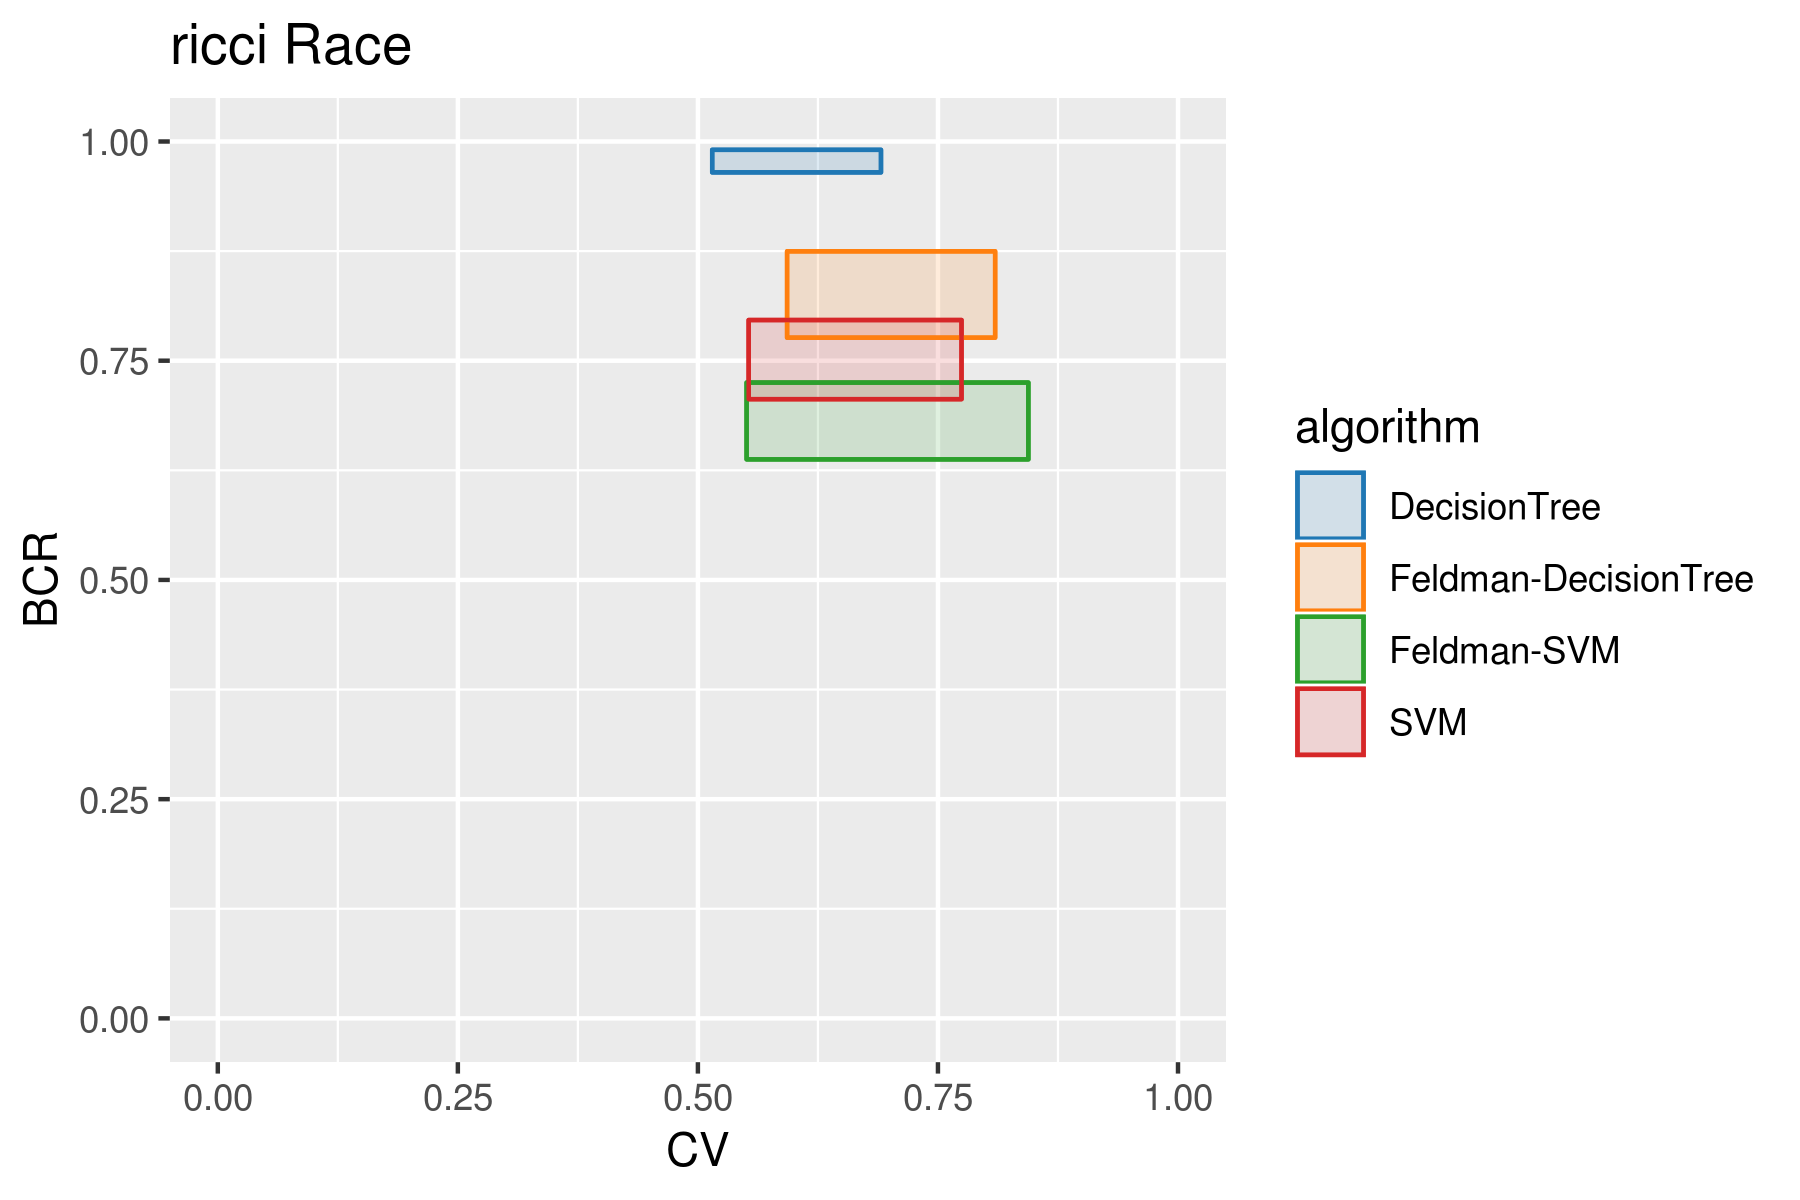 ricci Race
1.00
0.75
0.50
0.25
0.00
BCR
0.00 0.25 0.50 0.75 1.00
CV
algorithm
DecisionTree
Feldman-DecisionTree
Feldman-SVM
SVM